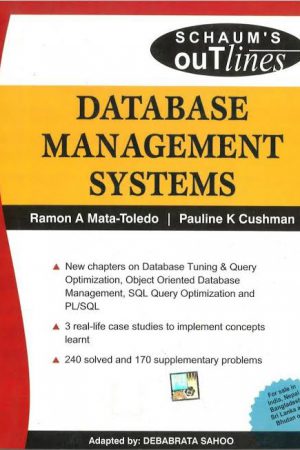 SCHAUM'S
ouTlines
DATABASE
MANAGEMENT
SYSTEMS
Ramon A Mata-Toledo | Pauline K Cushman
New chapters on Database Tuning & Query
Optimization, Object Oriented Database
Management, SQL Query Optimization and
PL/SQL
3 real-life case studies to implement concepts
learnt
240 solved and 170 supplementary problems
For sale in
India, Nepal
Bangladesh
Sri Lanka
Bhutan
Adapted by: DEBABRATA SAHOO